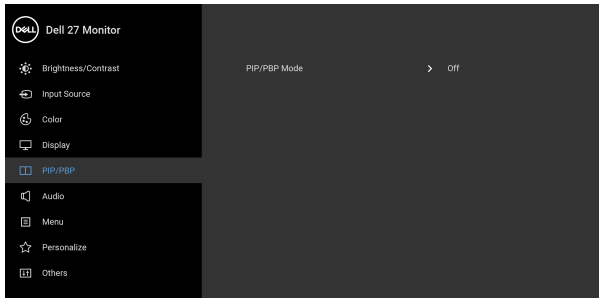 DELL Dell 27 Monitor
Brightness/Contrast
PIP/PBP Mode Off
Input Source
Color
Display
PIP/PBP
Audio
Menu
Personalize
Others